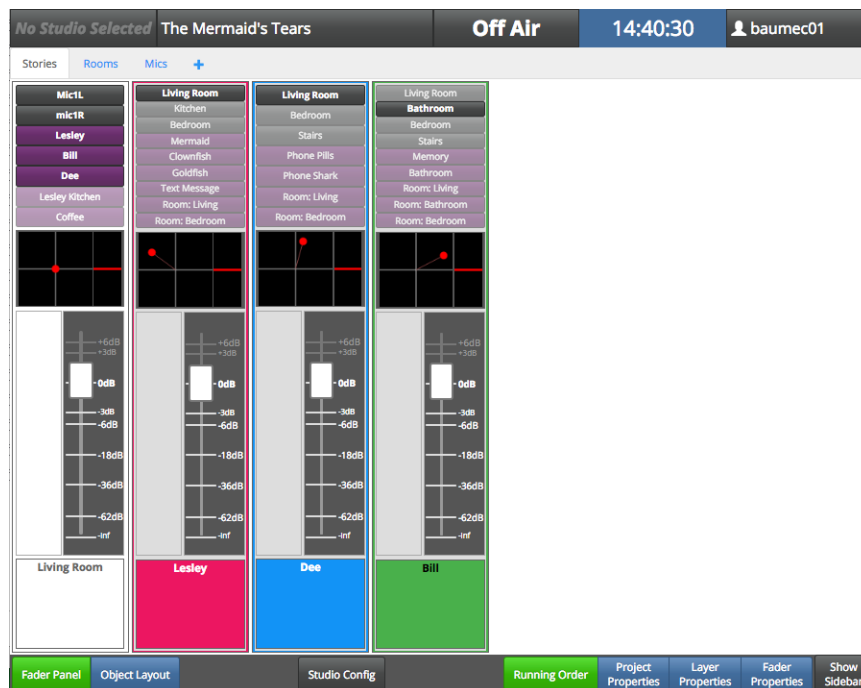 No Studio Selected The Mermaid's Tears Off Air 14:40:30 baumec01
Stories Rooms Mics +
Mic1L
mic1R
Lesley
Bill
Dee
Lesley Kitchen
Coffee
+6dB
+3dB
0dB
-3dB
-6dB
-18dB
-36dB
-62dB
-inf
Living Room
Living Room
Kitchen
Bedroom
Mermaid
Clownfish
Goldfish
Text Message
Room: Living
Room: Bedroom
+6dB
+3dB
0dB
-3dB
-6dB
-18dB
-36dB
-62dB
-inf
Lesley
Living Room
Bedroom
Stairs
Phone Pills
Phone Shark
Room: Living
Room: Bedroom
+6dB
+3dB
0dB
-3dB
-6dB
-18dB
-36dB
-62dB
-inf
Dee
Living Room
Bathroom
Bedroom
Stairs
Memory
Bathroom
Room: Living
Room: Bathroom
Room: Bedroom
+6dB
+3dB
0dB
-3dB
-6dB
-18dB
-36dB
-62dB
-inf
Bill
Fader Panel
Object Layout
Studio Config
Running Order
Project
Properties
Layer
Properties
Fader
Properties
Show
Sidebar